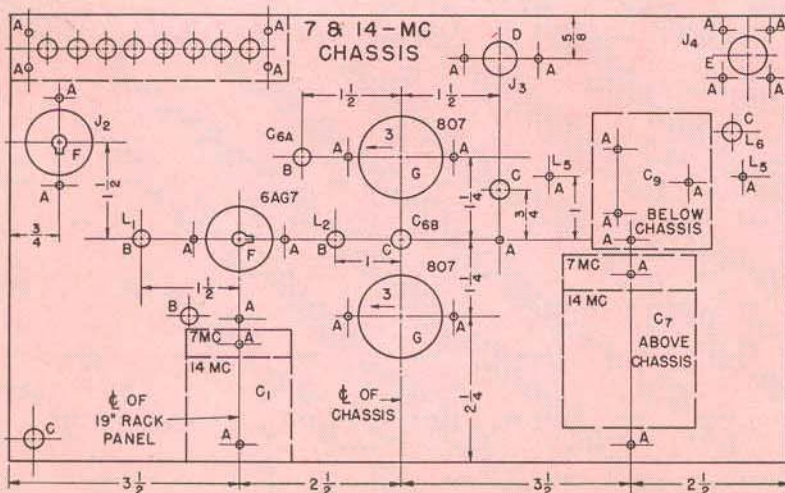 7 & 14-MC
CHASSIS
A A
A A
D
J3
A A
5/8
J4
A A
E
A A
1 1/2 1 1/2
A
J2
F
A
1 1/2
3/4
C6A
B
A
3
807
A
G
C
L6
C
A
L5
A
C9
A
A
L5
A
BELOW
CHASSIS
A
6AG7
L1
B
A
F
A
L2
B
C6B
C
A
1 1/4
3/4
1
1
1 1/2
B
A
7MC
A
14 MC
C1
A
807
A
3
A
G
1 1/4
2 1/4
7 MC
A
14 MC
C7
ABOVE
CHASSIS
A
℄ OF
19" RACK
PANEL
℄ OF
CHASSIS
C
3 1/2 2 1/2 3 1/2 2 1/2